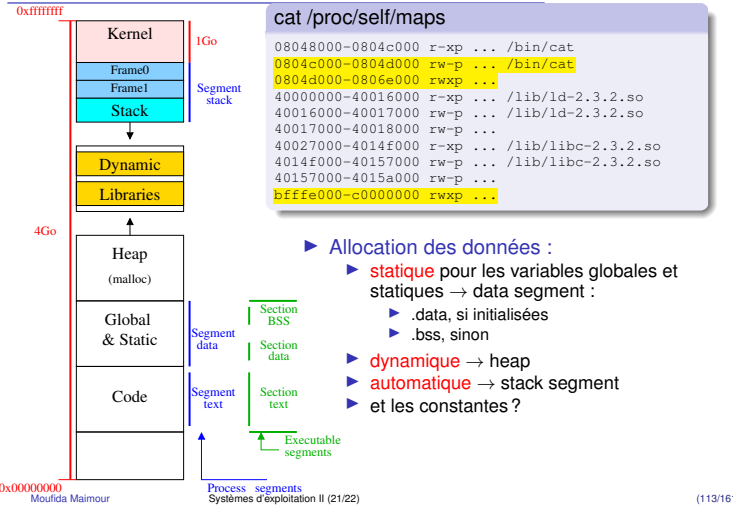 0xffffffff
Kernel
1Go
Frame0
Frame1
Stack
Segment
stack
Dynamic
Libraries
4Go
Heap
(malloc)
Global
& Static
Segment
data
Section
BSS
Section
data
Code
Segment
text
Section
text
Executable
segments
0x00000000
Process segments
cat /proc/self/maps
08048000-0804c000 r-xp ... /bin/cat
0804c000-0804d000 rw-p ... /bin/cat
0804d000-0806e000 rwxp ...
40000000-40016000 r-xp ... /lib/ld-2.3.2.so
40016000-40017000 rw-p ... /lib/ld-2.3.2.so
40017000-40018000 rw-p ...
40027000-4014f000 r-xp ... /lib/libc-2.3.2.so
4014f000-40157000 rw-p ... /lib/libc-2.3.2.so
40157000-4015a000 rw-p ...
bfffe000-c0000000 rwxp ...
► Allocation des données :
► statique pour les variables globales et
statiques → data segment :
► .data, si initialisées
► .bss, sinon
► dynamique → heap
► automatique → stack segment
► et les constantes ?
Moufida Maimour
Systèmes d'exploitation II (21/22)
(113/16